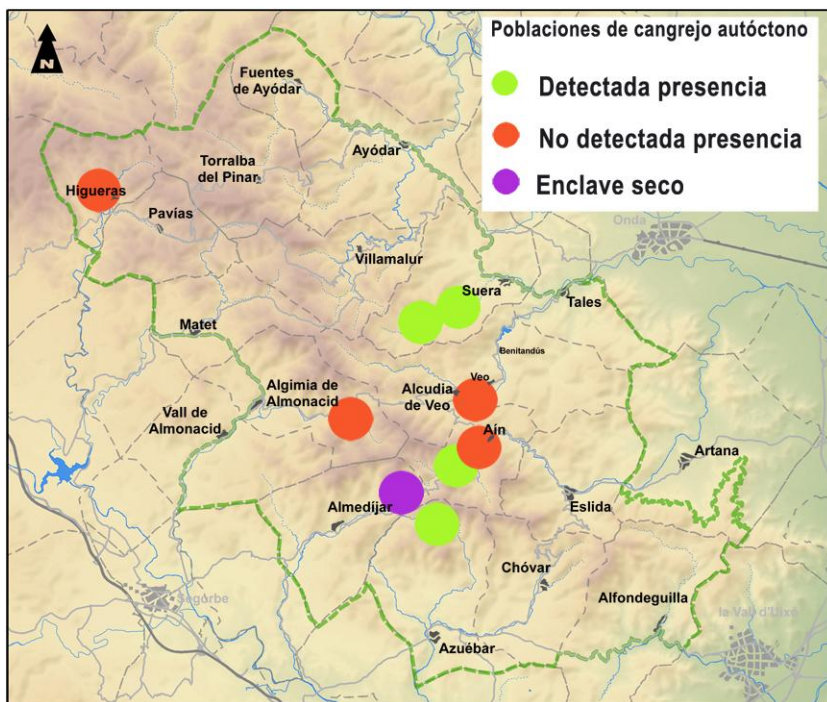 Poblaciones de cangrejo autóctono
Detectada presencia
No detectada presencia
Enclave seco
N
Fuentes
de Ayódar
Ayódar
Torralba
del Pinar
Higueras
Pavías
Onda
Villamalur
Suera
Tales
Matet
Benitandús
Veo
Algimia de
Almonacid
Alcudia
de Veo
Vall de
Almonacid
Aín
Artana
Eslida
Almedíjar
Chóvar
Segorbe
Alfondeguilla
la Vall d'Uixó
Azuébar